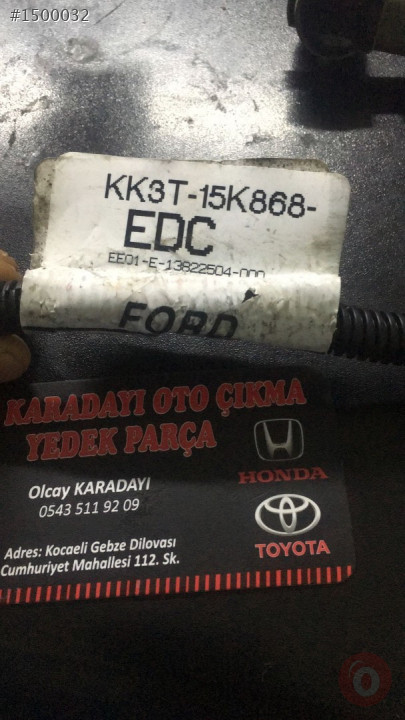 #1500032
KK3T-15K868-
EDC
EE01-E-13822504-000
FORD
KARADAYI OTO ÇIKMA
YEDEK PARÇA
HONDA
Olcay KARADAYI
0543 511 92 09
TOYOTA
Adres: Kocaeli Gebze Dilovası
Cumhuriyet Mahallesi 112. Sk.